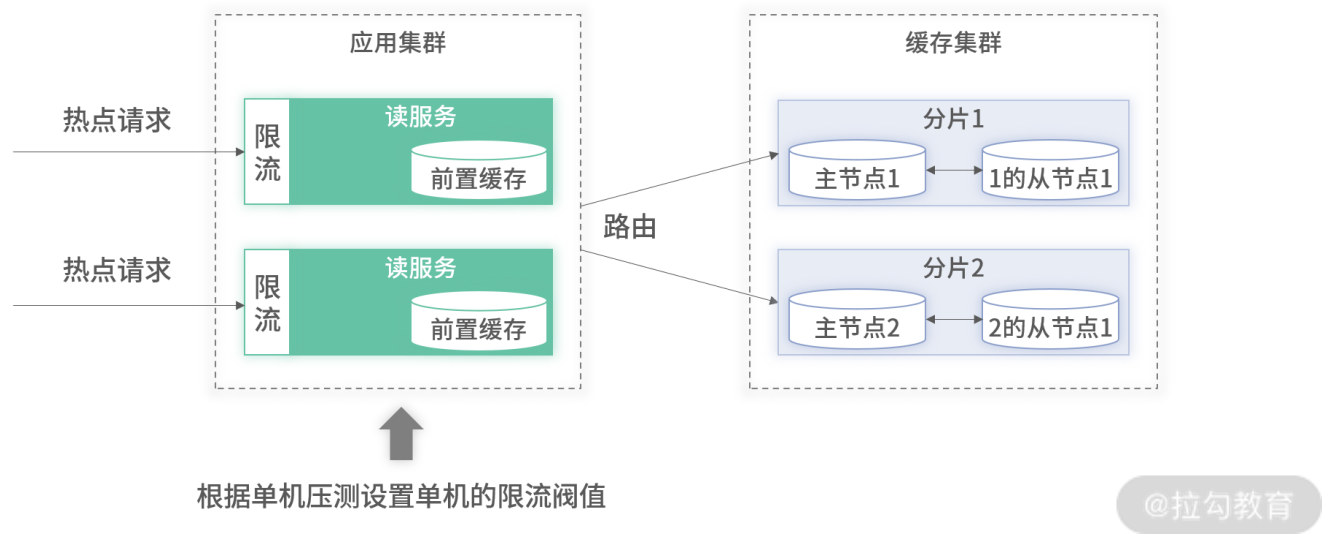 应用集群
缓存集群
热点请求
限流
读服务
前置缓存
分片1
主节点1
1的从节点1
路由
热点请求
限流
读服务
前置缓存
分片2
主节点2
2的从节点1
根据单机压测设置单机的限流阀值
@拉勾教育